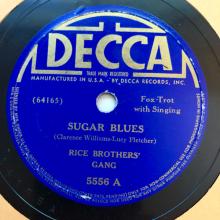 DECCA
TRADE MARK REGISTERED
MANUFACTURED IN U.S.A. BY DECCA RECORDS, INC.
(64165)
Fox-Trot
with Singing
SUGAR BLUES
(Clarence Williams-Lucy Fletcher)
RICE BROTHERS'
GANG
5556 A